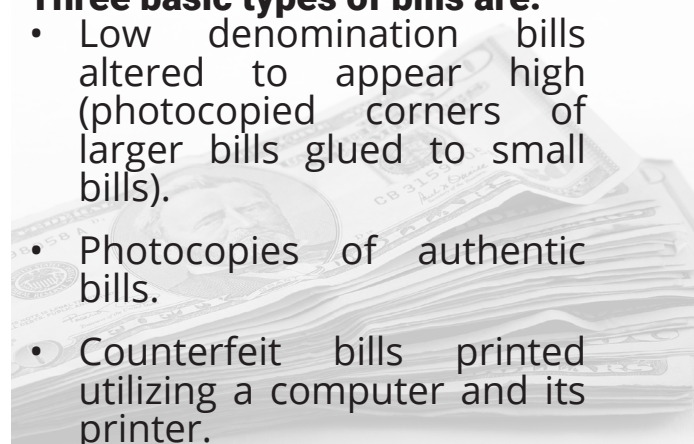 Three basic types of bills are:
• Low denomination bills
altered to appear high
(photocopied corners of
larger bills glued to small
bills).
• Photocopies of authentic
bills.
• Counterfeit bills printed
utilizing a computer and its
printer.